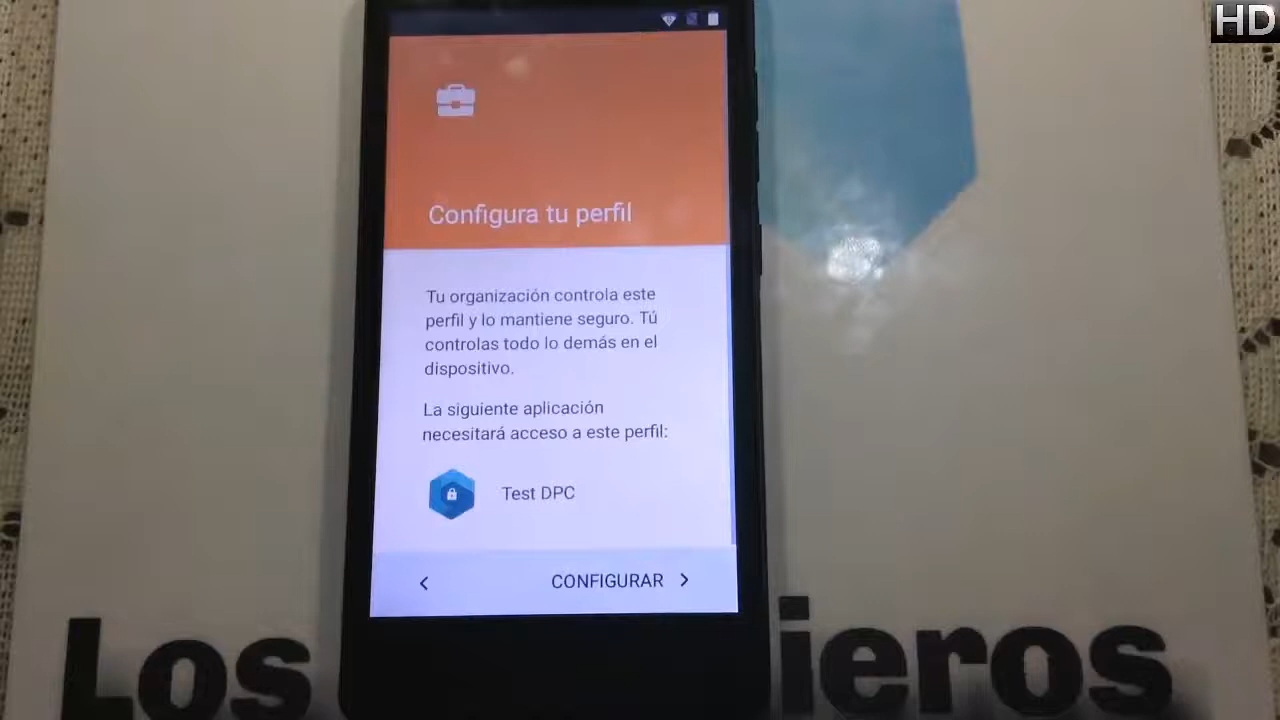 HD
Configura tu perfil
Tu organización controla este
perfil y lo mantiene seguro. Tú
controlas todo lo demás en el
dispositivo.
La siguiente aplicación
necesitará acceso a este perfil:
Test DPC
CONFIGURAR
Los ieros